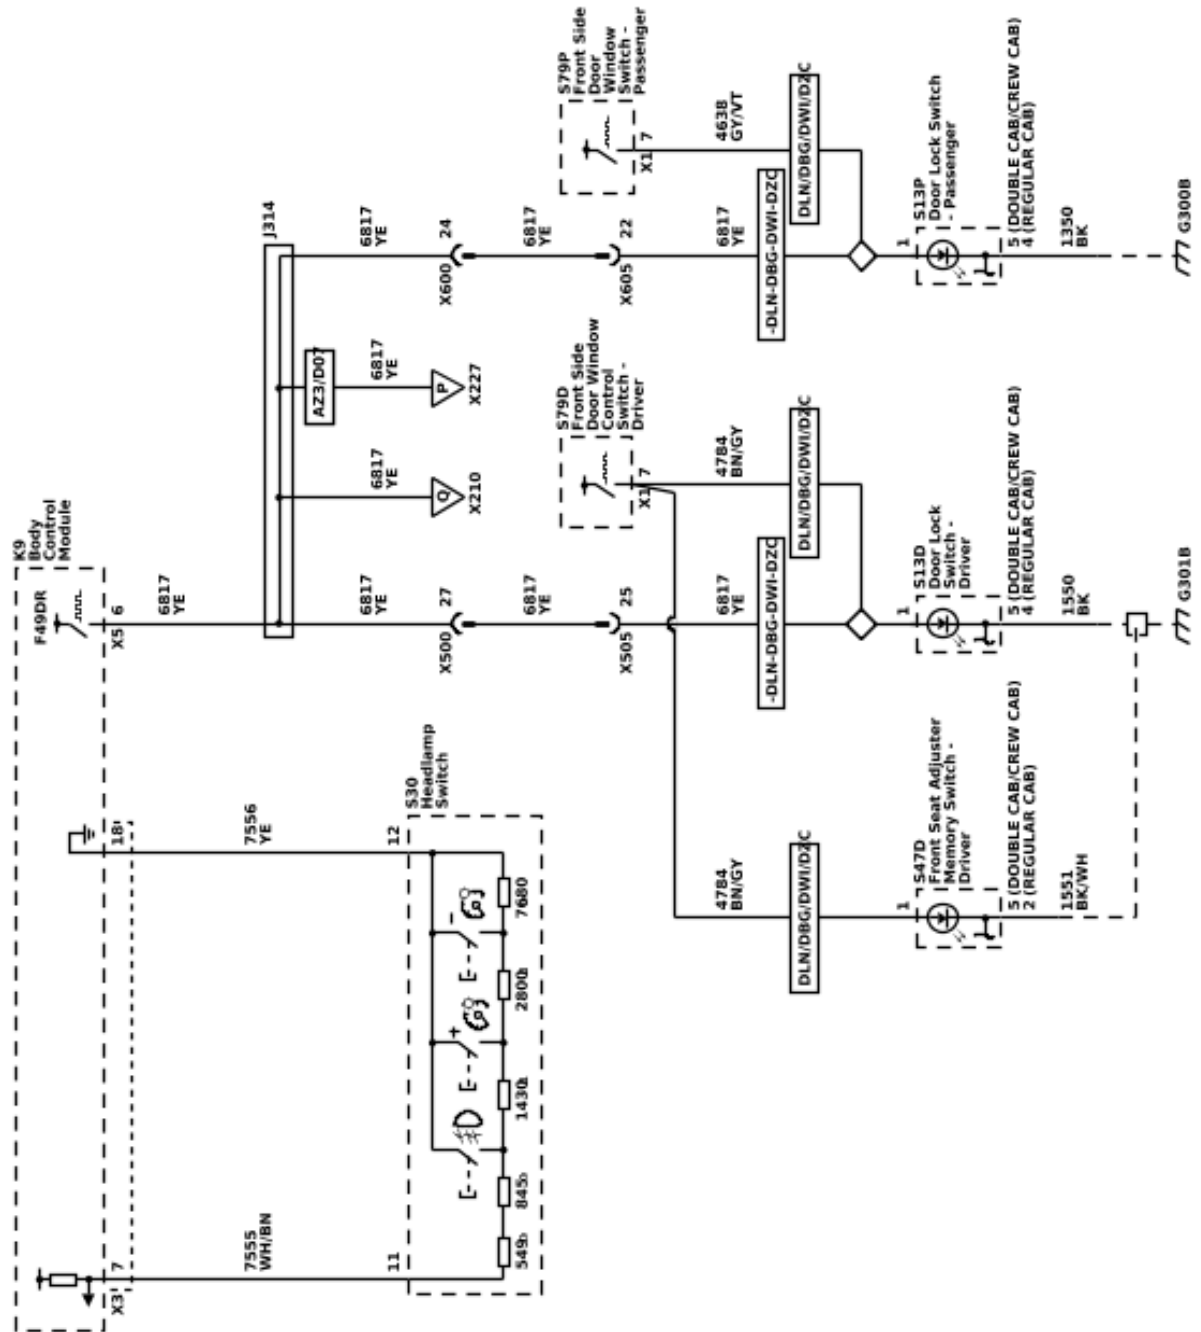 K9
Body
Control
Module
F49DR
X5
6
6817
YE
J314
6817
YE
27
X500
6817
YE
25
X505
6817
YE
-DLN-DBG-DWI-DZC
6817
YE
Q
X210
AZ3/D07
6817
YE
P
X227
6817
YE
24
X600
6817
YE
22
X605
6817
YE
-DLN-DBG-DWI-DZC
S79P
Front Side
Door
Window
Switch -
Passenger
X1
7
4638
GY/VT
DLN/DBG/DWI/DZC
1
S13P
Door Lock Switch
- Passenger
5 (DOUBLE CAB/CREW CAB)
4 (REGULAR CAB)
1350
BK
G300B
S79D
Front Side
Door Window
Control
Switch -
Driver
X1
7
4784
BN/GY
DLN/DBG/DWI/DZC
1
S13D
Door Lock
Switch -
Driver
5 (DOUBLE CAB/CREW CAB)
4 (REGULAR CAB)
1550
BK
G301B
4784
BN/GY
DLN/DBG/DWI/DZC
1
S47D
Front Seat Adjuster
Memory Switch -
Driver
5 (DOUBLE CAB/CREW CAB)
2 (REGULAR CAB)
1551
BK/WH
X3
7
18
7555
WH/BN
7556
YE
11
12
S30
Headlamp
Switch
-
+
549
845
1430
2800
7680